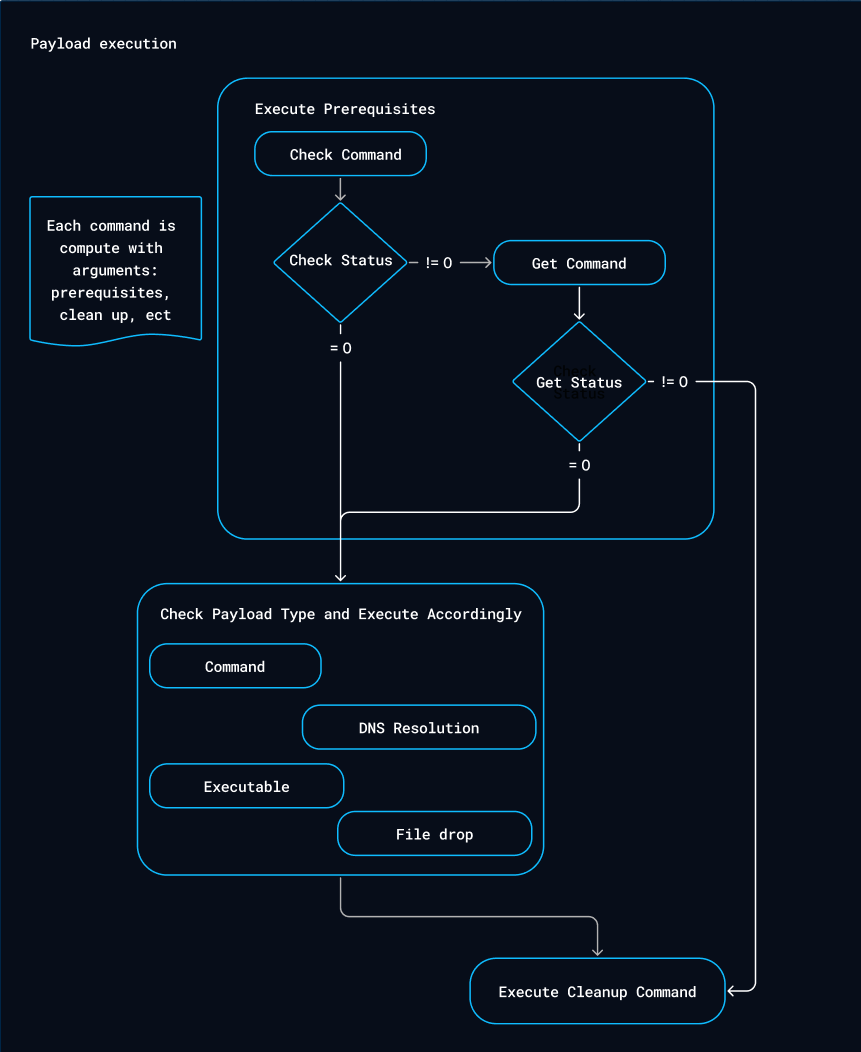 Payload execution
Execute Prerequisites
Check Command
Each command is
compute with
arguments:
prerequisites,
clean up, ect
Check Status
!= 0
Get Command
= 0
Check
Status
Get Status
!= 0
= 0
Check Payload Type and Execute Accordingly
Command
DNS Resolution
Executable
File drop
Execute Cleanup Command